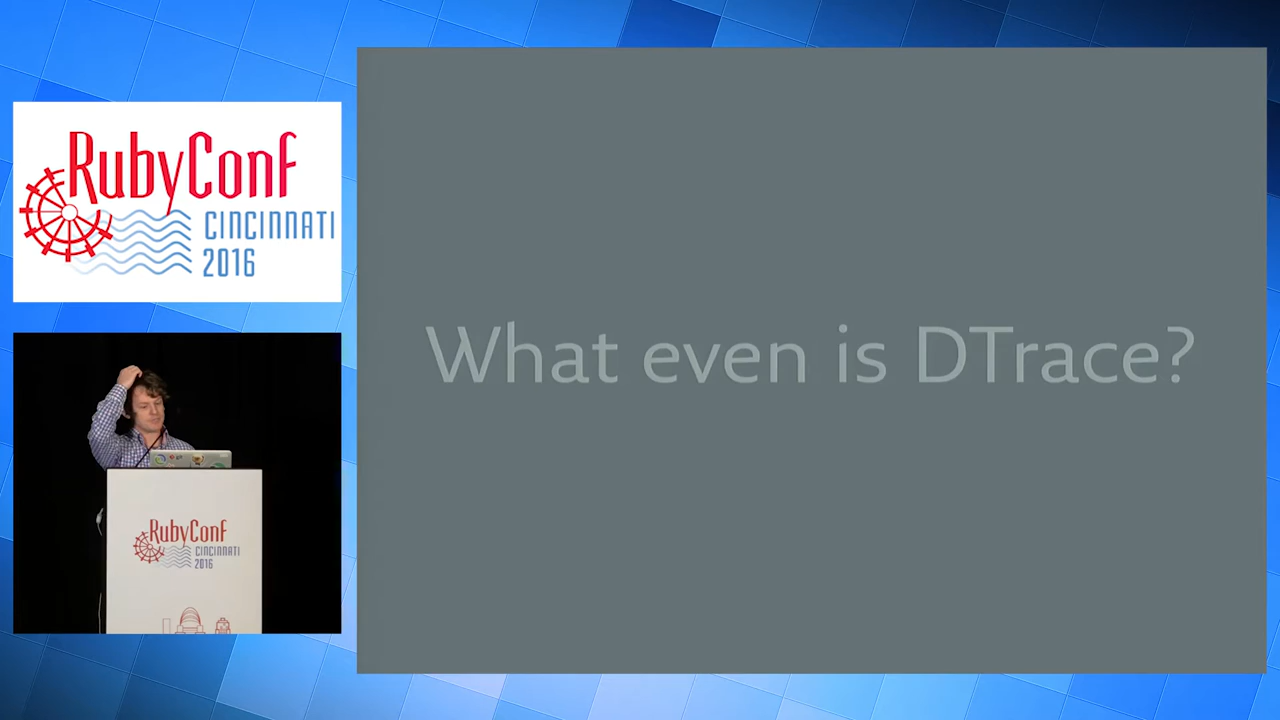 RubyConf
CINCINNATI
2016
What even is DTrace?
RubyConf
CINCINNATI
2016